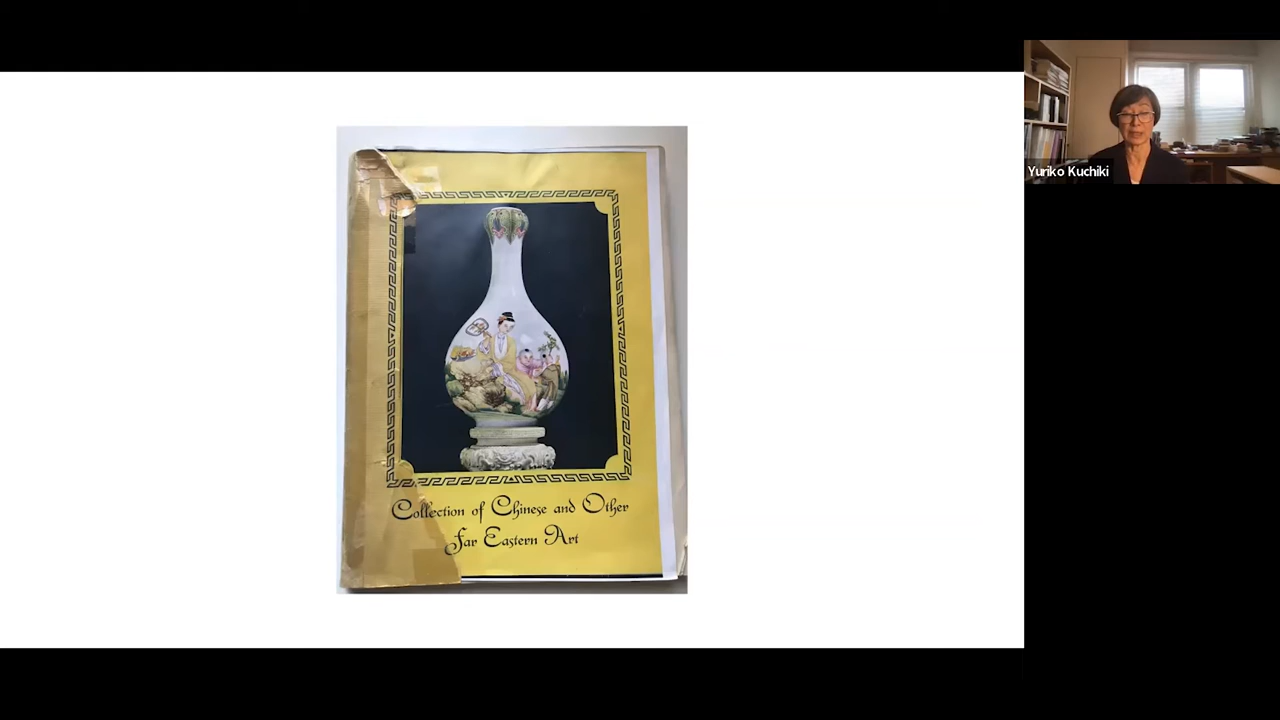 Collection of Chinese and Other
Far Eastern Art
Yuriko Kuchiki